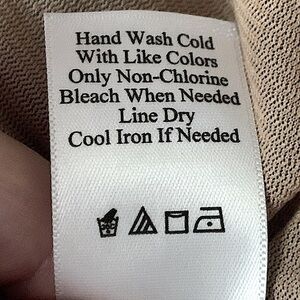 Hand Wash Cold
With Like Colors
Only Non-Chlorine
Bleach When Needed
Line Dry
Cool Iron If Needed